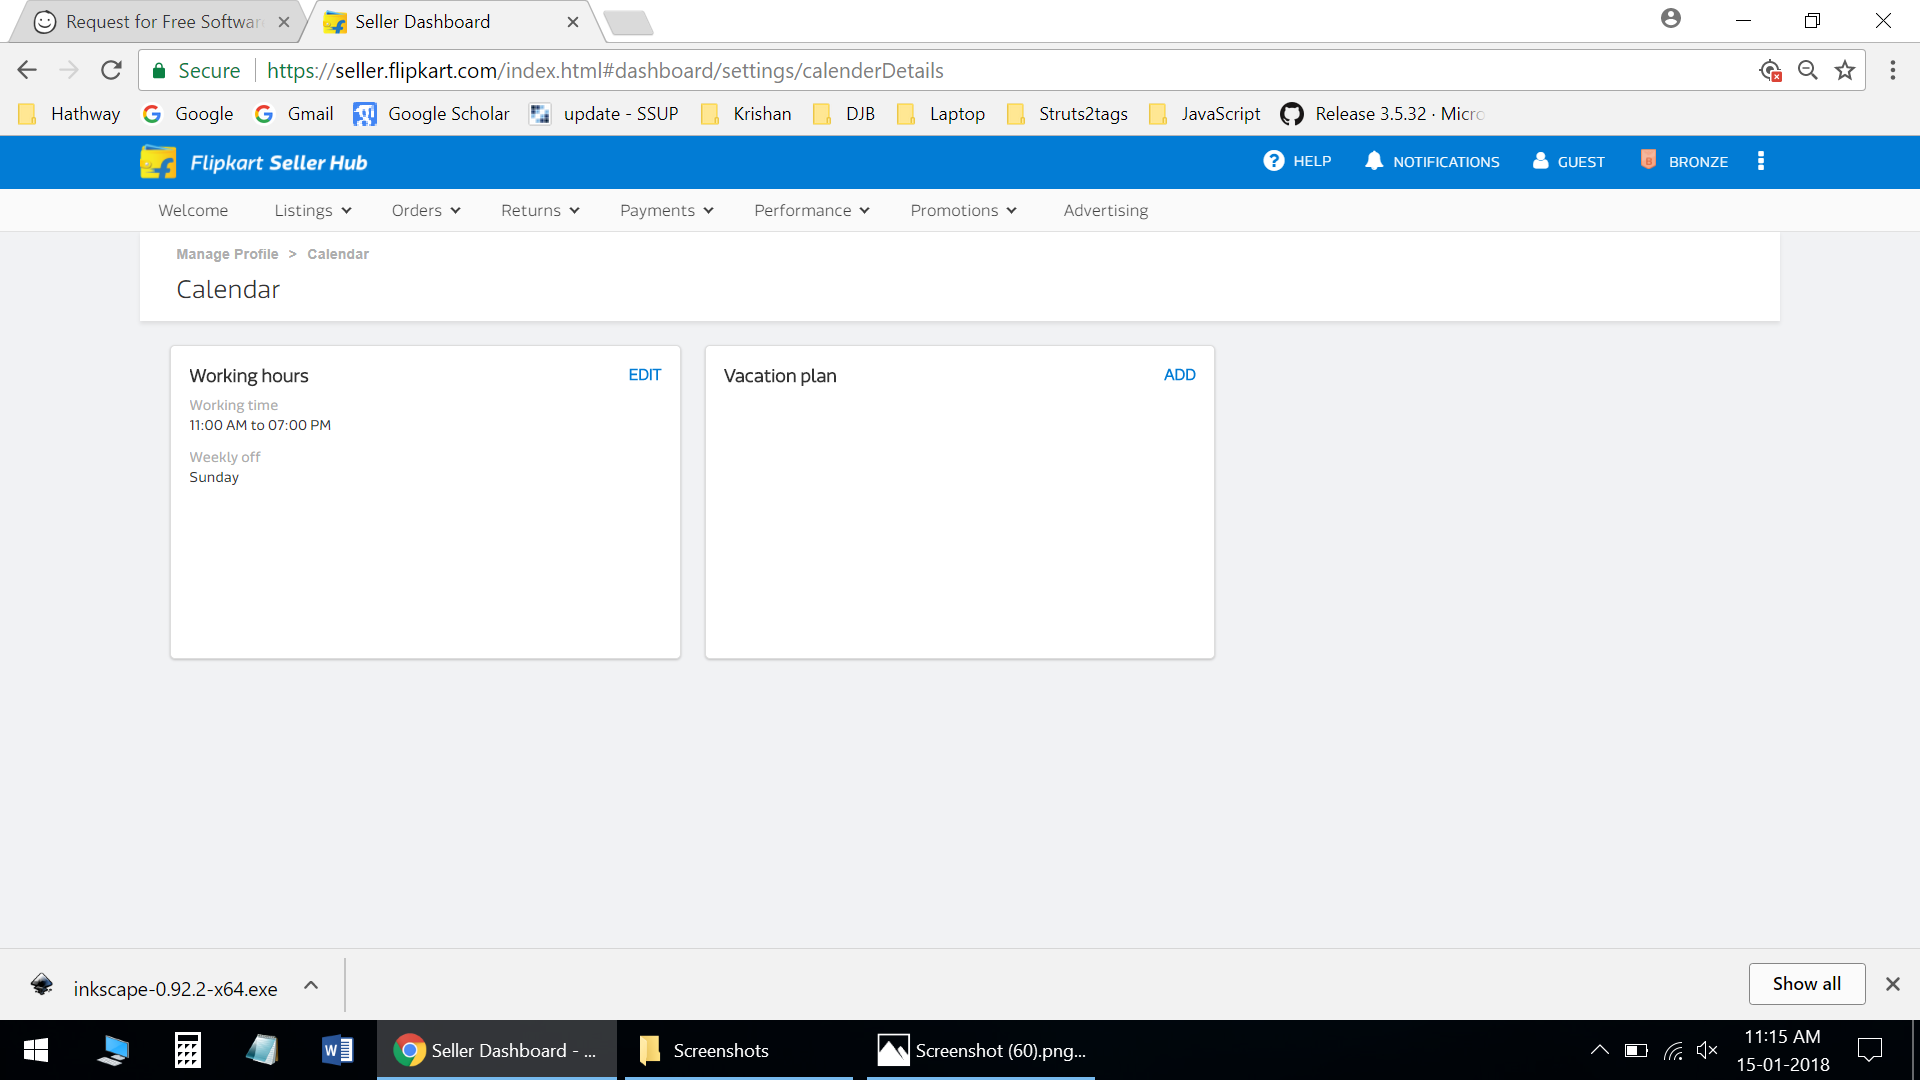 Request for Free Softwar
Seller Dashboard
Secure
https://seller.flipkart.com/index.html#dashboard/settings/calenderDetails
Hathway
Google
Gmail
Google Scholar
update - SSUP
Krishan
DJB
Laptop
Struts2tags
JavaScript
Release 3.5.32 · Micro
Flipkart Seller Hub
HELP
NOTIFICATIONS
GUEST
BRONZE
Welcome
Listings
Orders
Returns
Payments
Performance
Promotions
Advertising
Manage Profile > Calendar
Calendar
Working hours
EDIT
Working time
11:00 AM to 07:00 PM
Weekly off
Sunday
Vacation plan
ADD
inkscape-0.92.2-x64.exe
Show all
Seller Dashboard - ...
Screenshots
Screenshot (60).png...
11:15 AM
15-01-2018